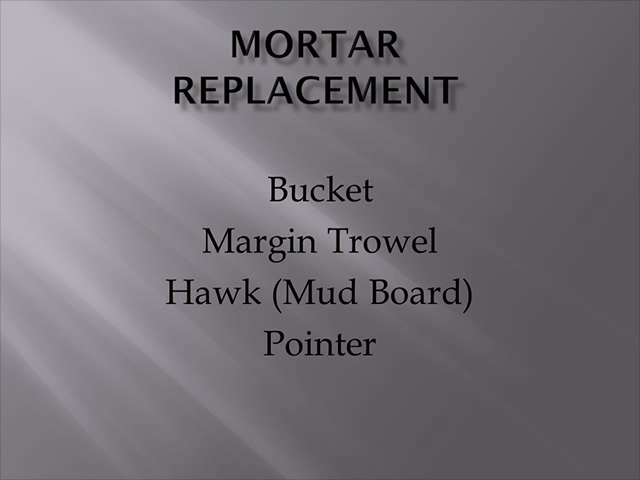 MORTAR
REPLACEMENT
Bucket
Margin Trowel
Hawk (Mud Board)
Pointer